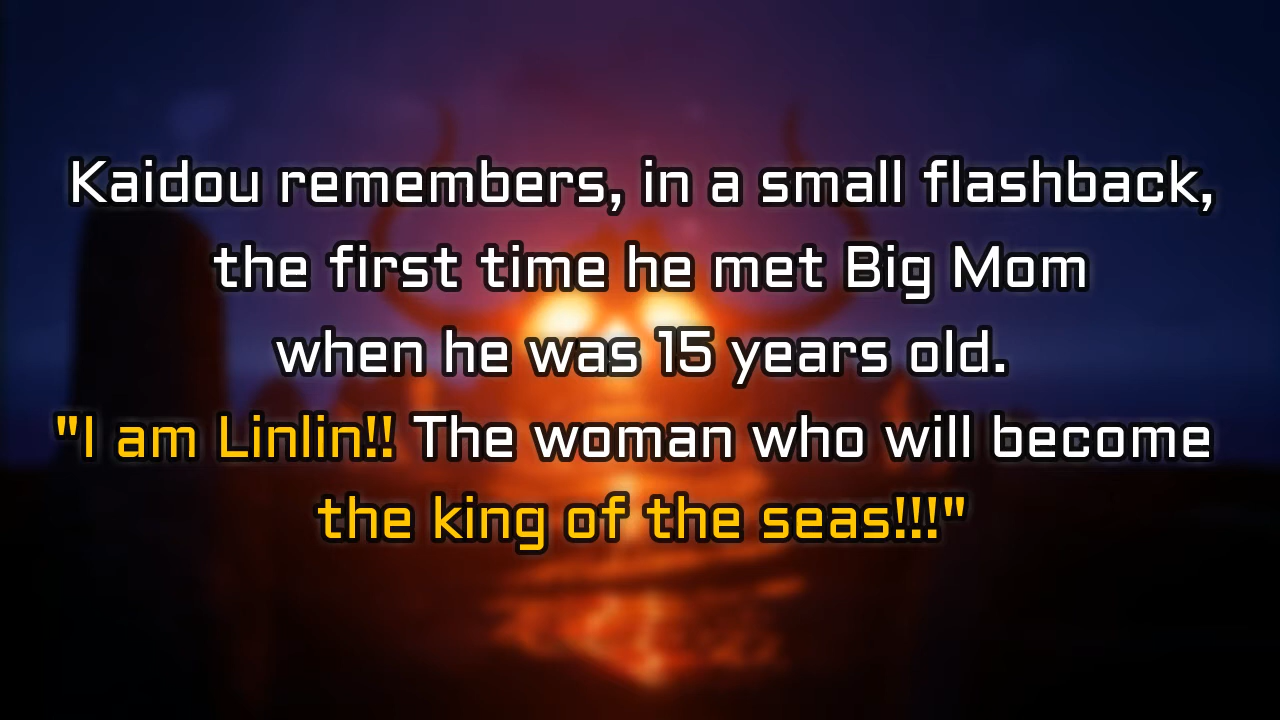 Kaidou remembers, in a small flashback,
the first time he met Big Mom
when he was 15 years old.
"I am Linlin!! The woman who will become
the king of the seas!!!"